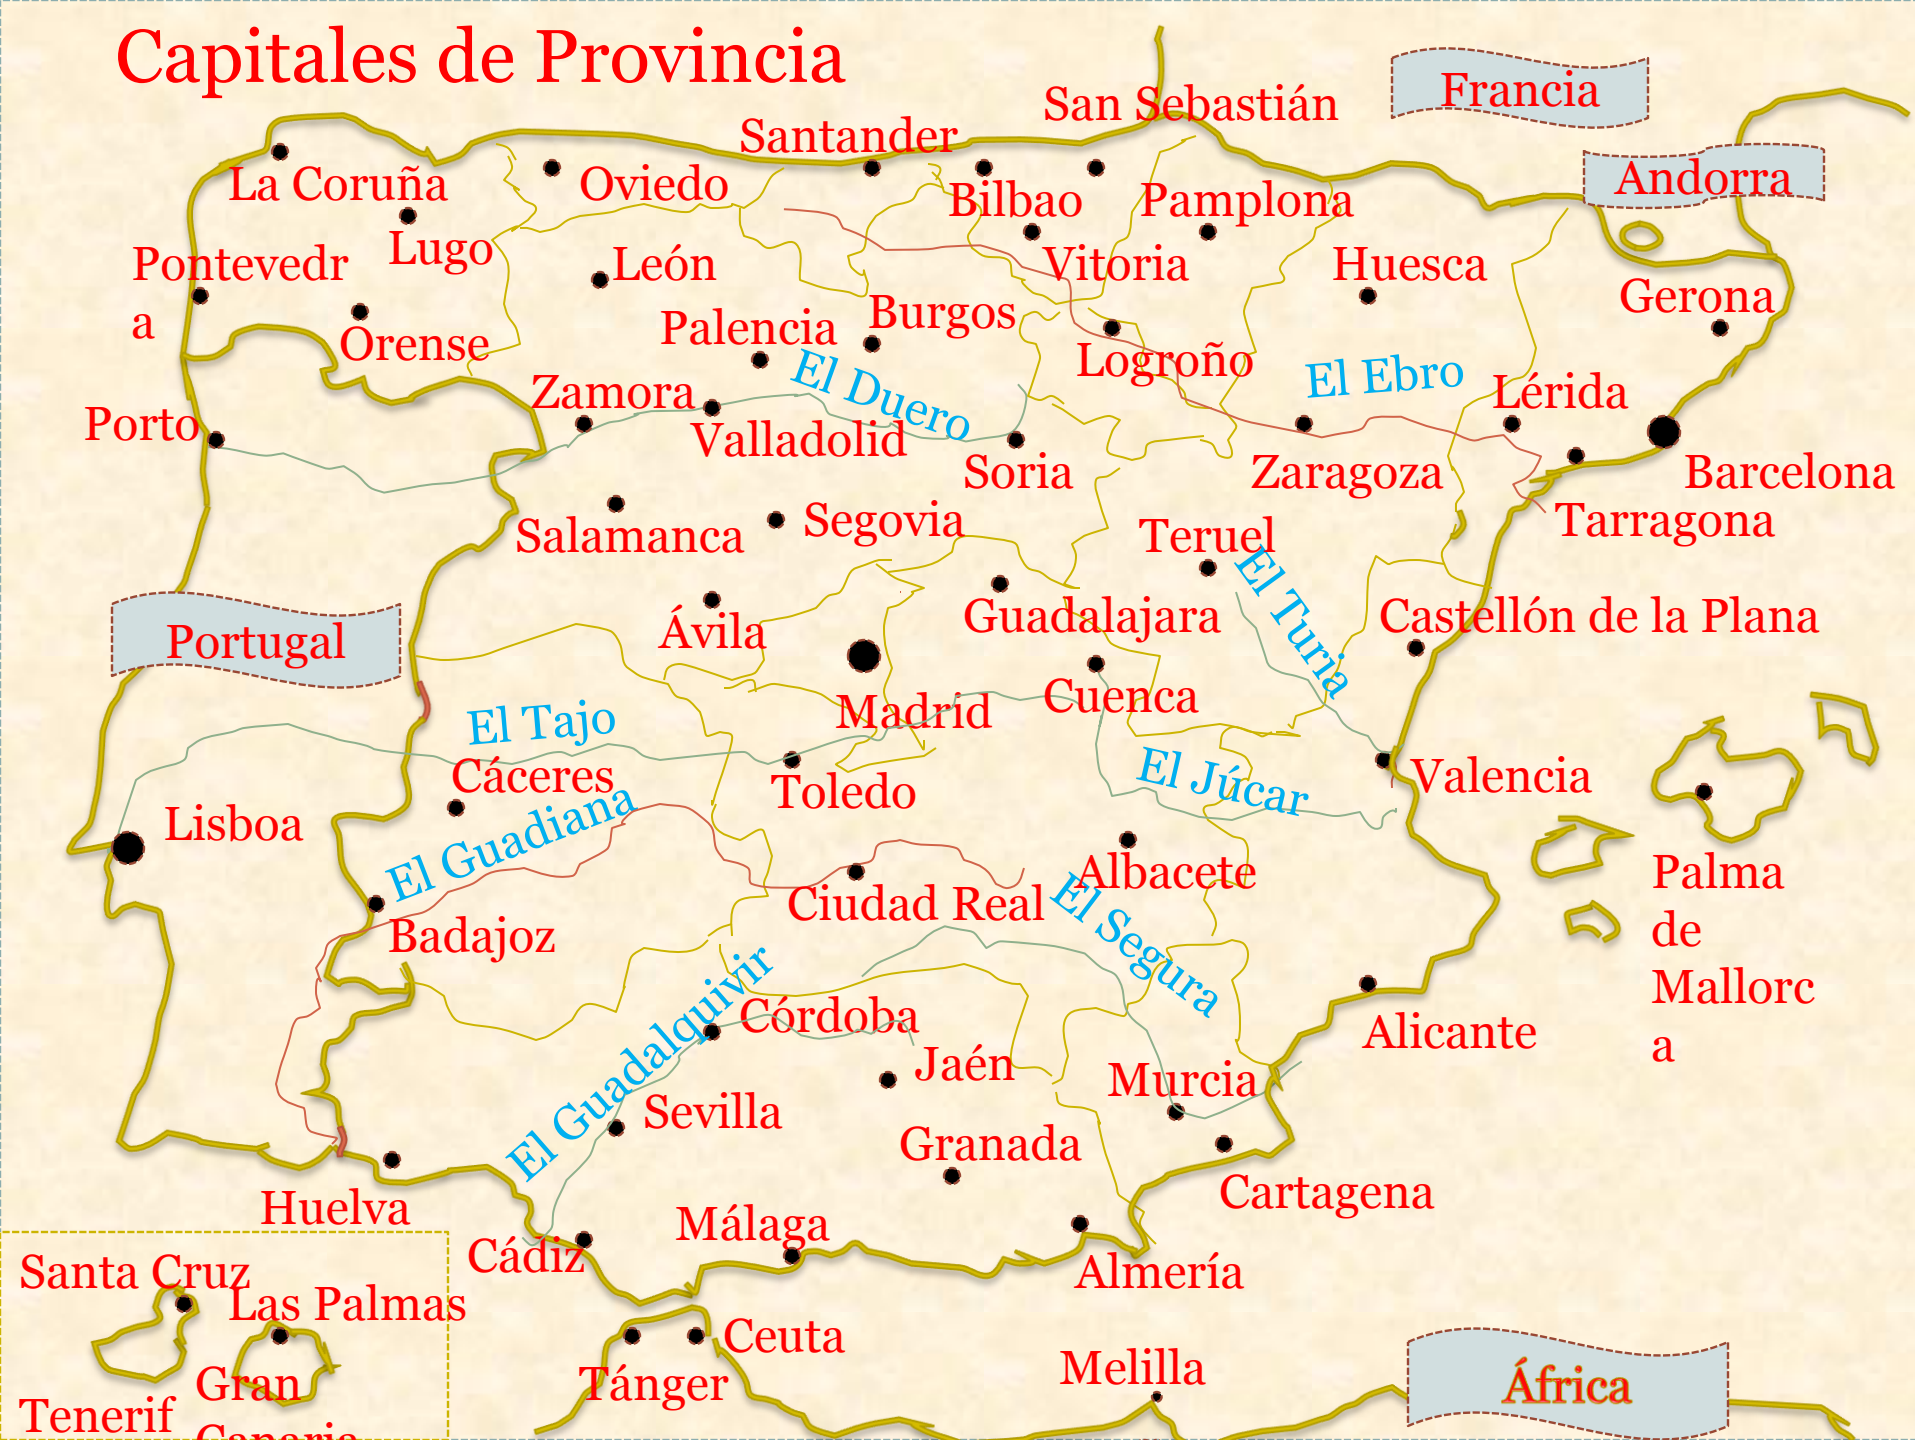 Capitales de Provincia
Francia
San Sebastián
Santander
Andorra
La Coruña
Oviedo
Bilbao
Pamplona
Lugo
Pontevedr
a
León
Vitoria
Huesca
Gerona
Burgos
Palencia
Orense
Logroño
El Duero
El Ebro
Zamora
Lérida
Porto
Valladolid
Soria
Zaragoza
Barcelona
Salamanca
Segovia
Teruel
Tarragona
El Turia
Portugal
Ávila
Guadalajara
Castellón de la Plana
Madrid
Cuenca
El Tajo
Cáceres
Toledo
El Júcar
Valencia
Lisboa
El Guadiana
Albacete
Palma
de
Mallorc
a
Ciudad Real
Badajoz
El Segura
El Guadalquivir
Córdoba
Alicante
Jaén
Murcia
Sevilla
Granada
Cartagena
Huelva
Málaga
Cádiz
Almería
Santa Cruz
Las Palmas
Ceuta
Tánger
Melilla
África
Gran
Canaria
Tenerif